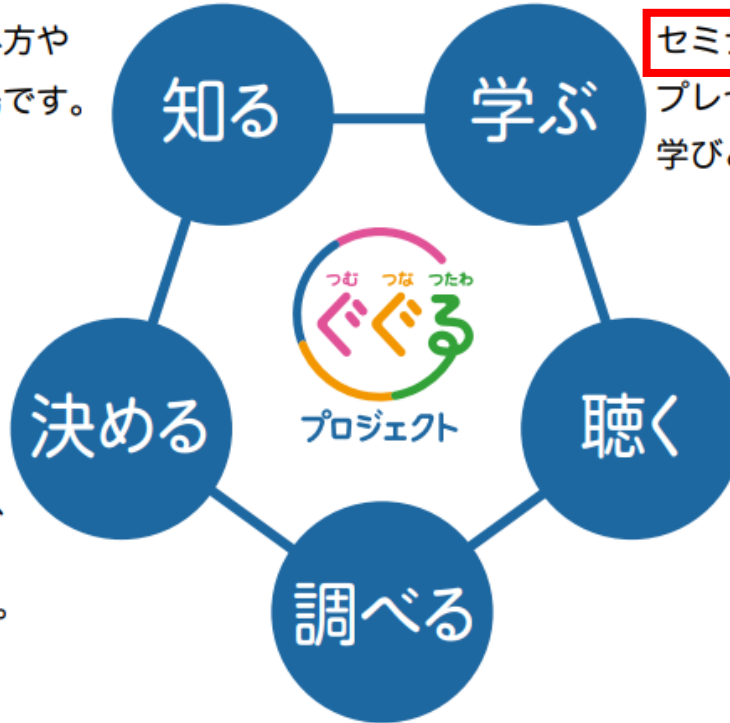 方や
です。
知る
学ぶ
セミ
プレ
学び
つむ つな つたわ
ぐぐる
プロジェクト
決める
聴く
、
調べる
。